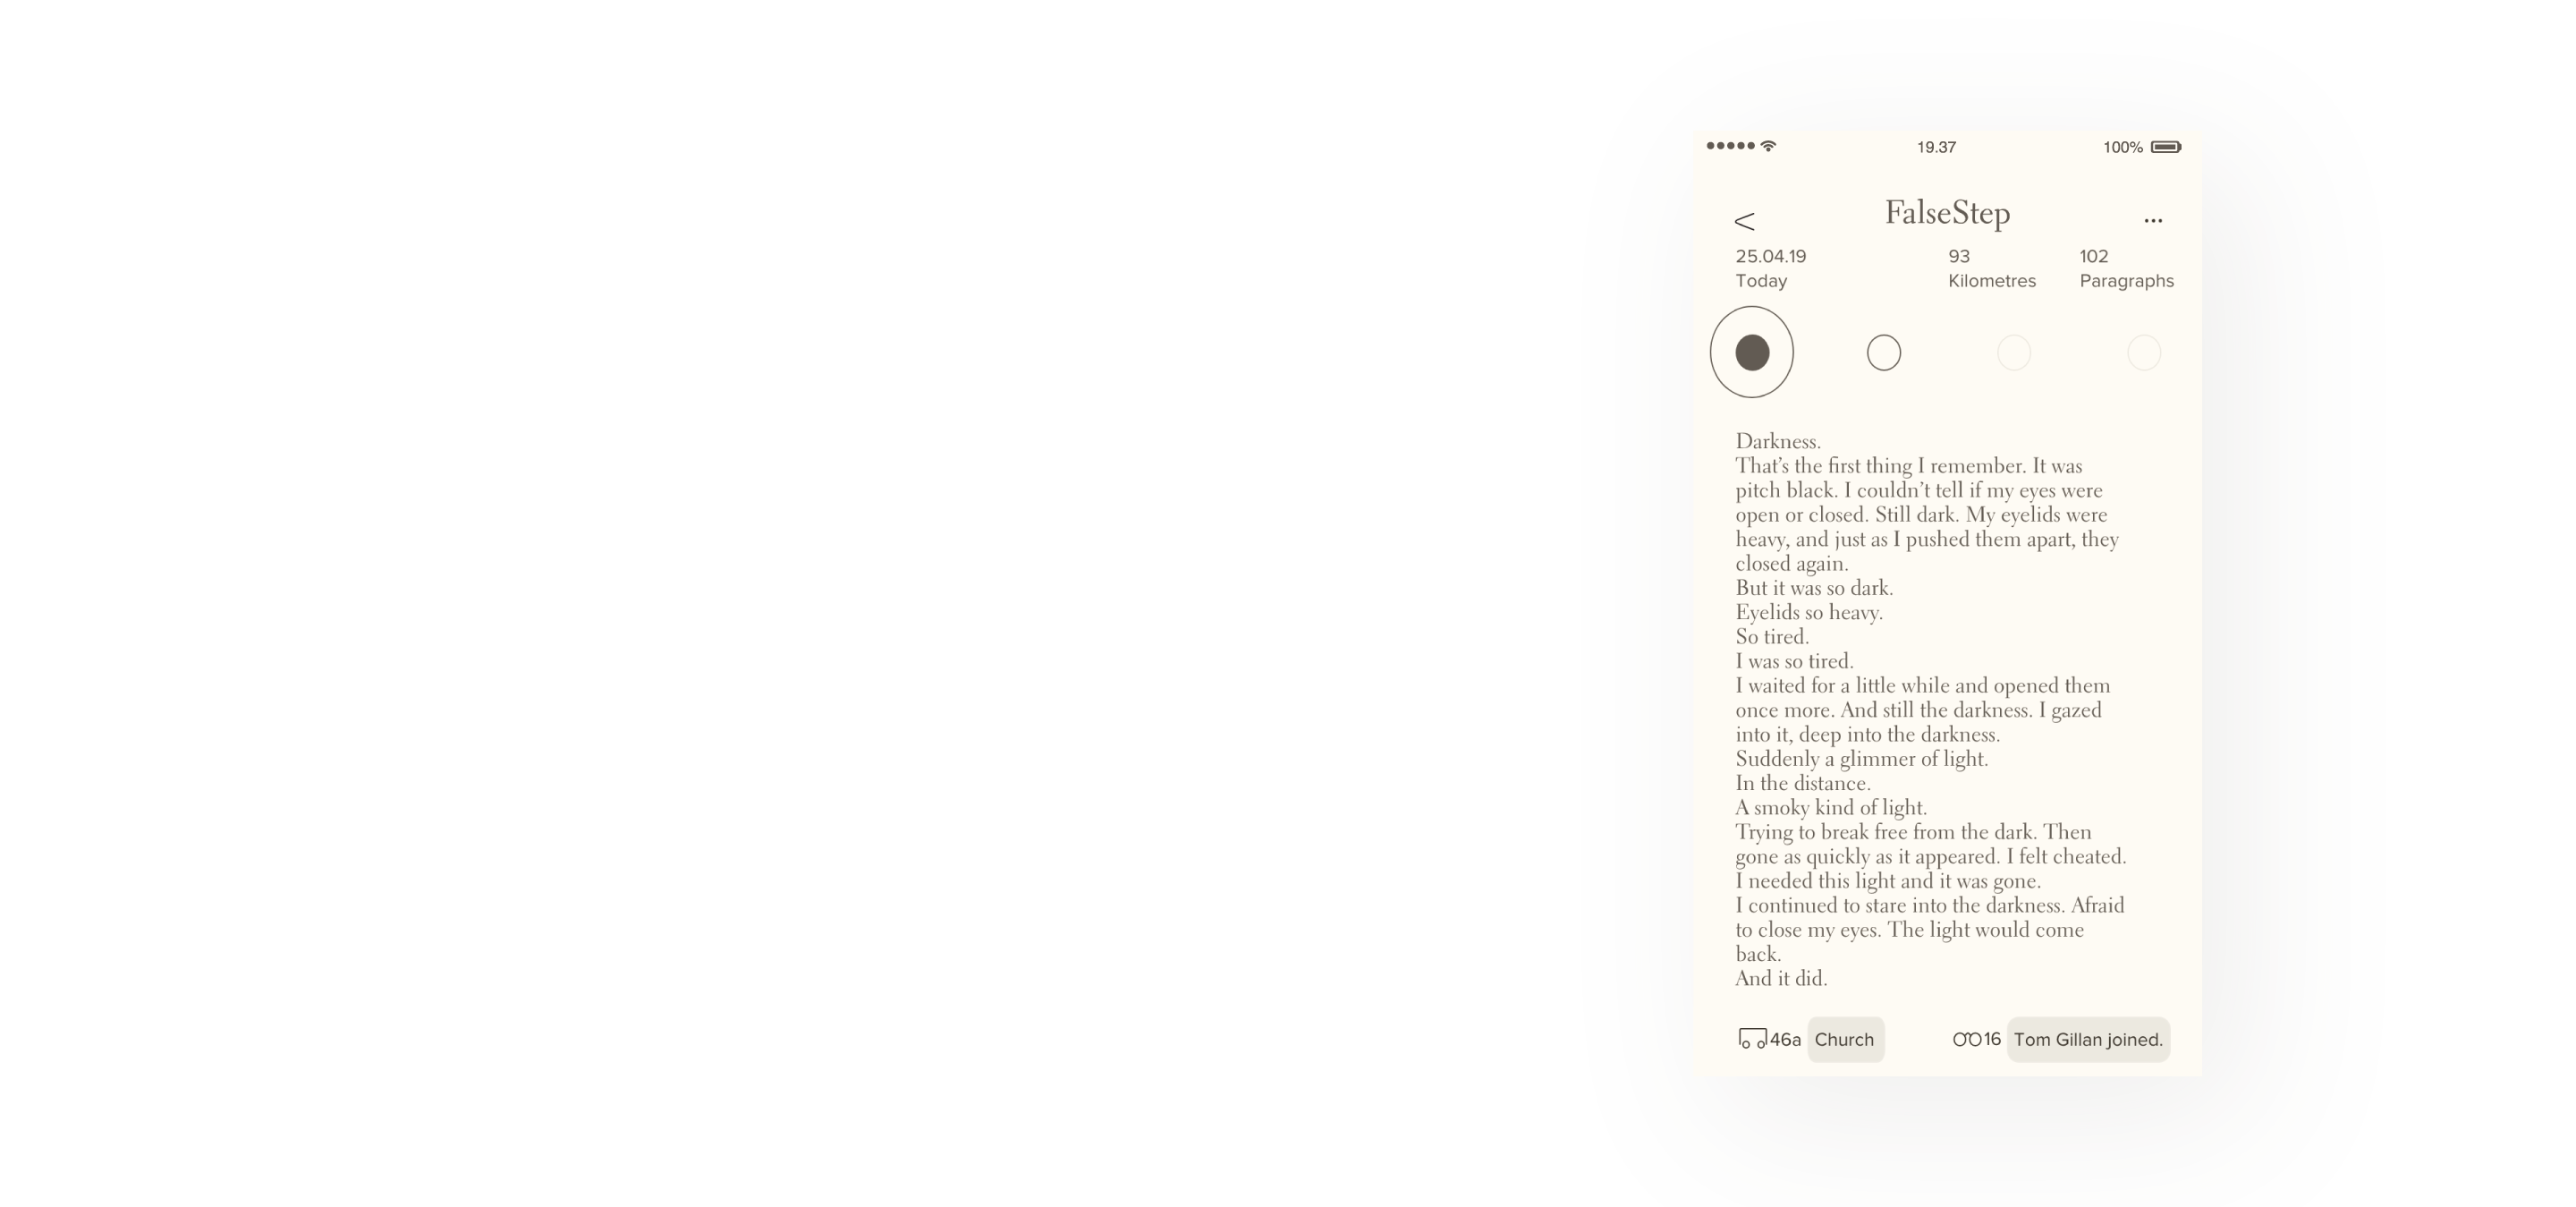 19.37
100%
<
FalseStep
...
25.04.19
Today
93
Kilometres
102
Paragraphs
Darkness.
That’s the first thing I remember. It was
pitch black. I couldn’t tell if my eyes were
open or closed. Still dark. My eyelids were
heavy, and just as I pushed them apart, they
closed again.
But it was so dark.
Eyelids so heavy.
So tired.
I was so tired.
I waited for a little while and opened them
once more. And still the darkness. I gazed
into it, deep into the darkness.
Suddenly a glimmer of light.
In the distance.
A smoky kind of light.
Trying to break free from the dark. Then
gone as quickly as it appeared. I felt cheated.
I needed this light and it was gone.
I continued to stare into the darkness. Afraid
to close my eyes. The light would come
back.
And it did.
46a
Church
16
Tom Gillan joined.